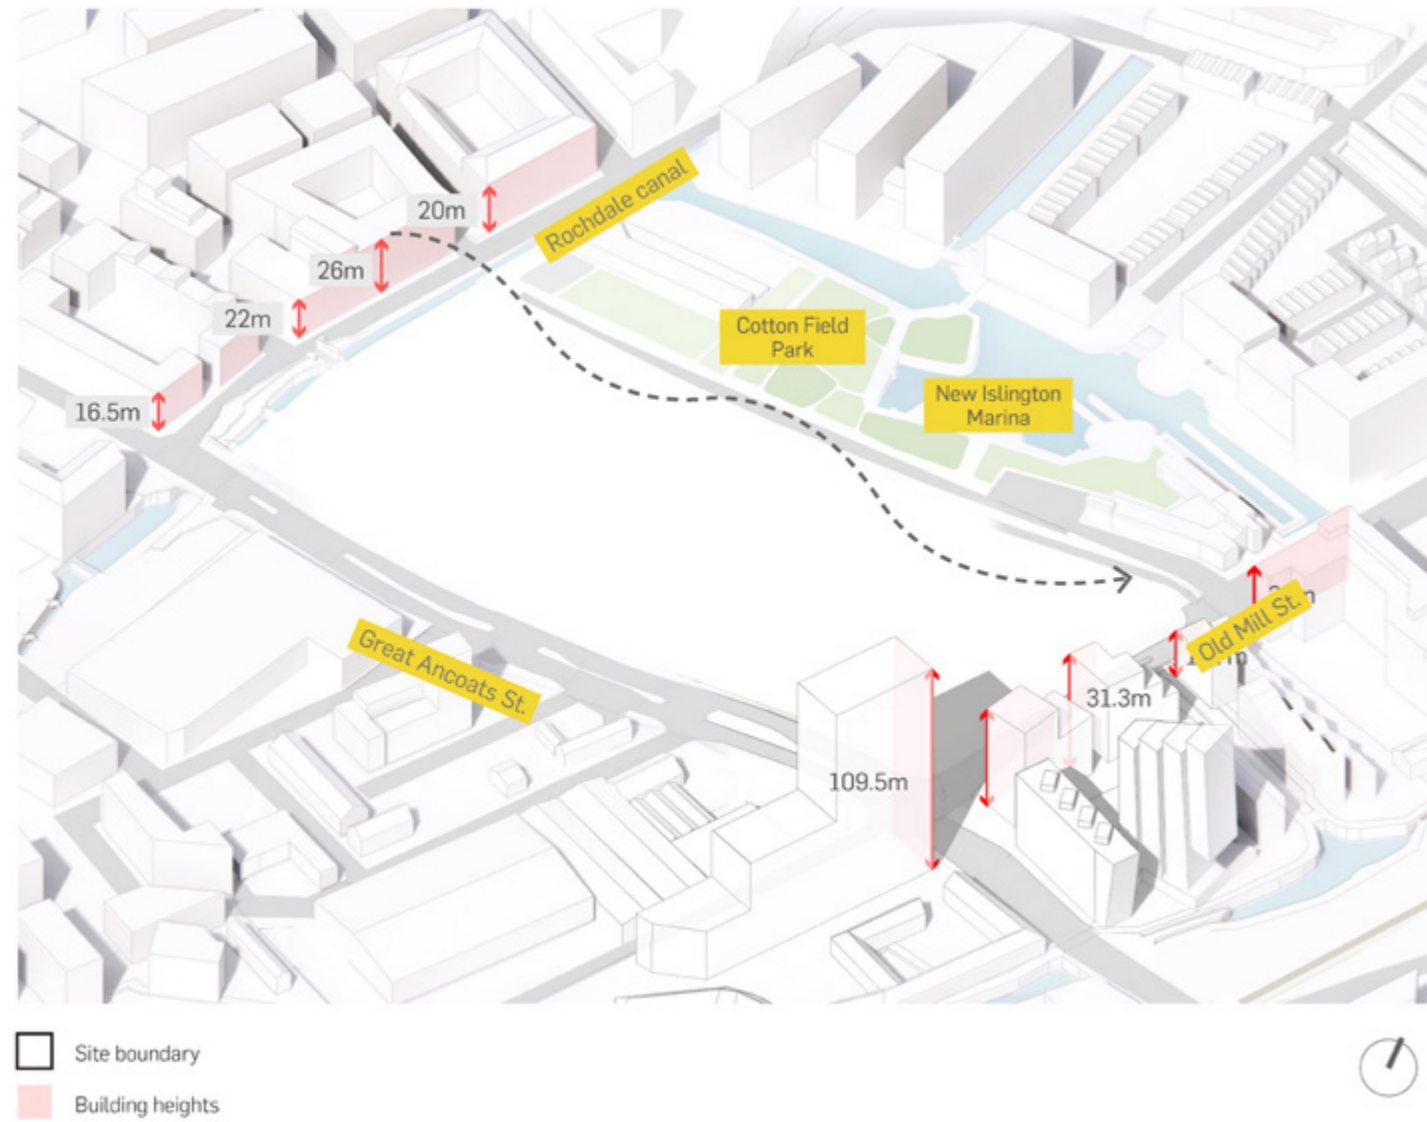 20m
Rochdale canal
26m
22m
Cotton Field
Park
New Islington
Marina
16.5m
Old Mill St.
Great Ancoats St.
31.3m
109.5m
Site boundary
Building heights